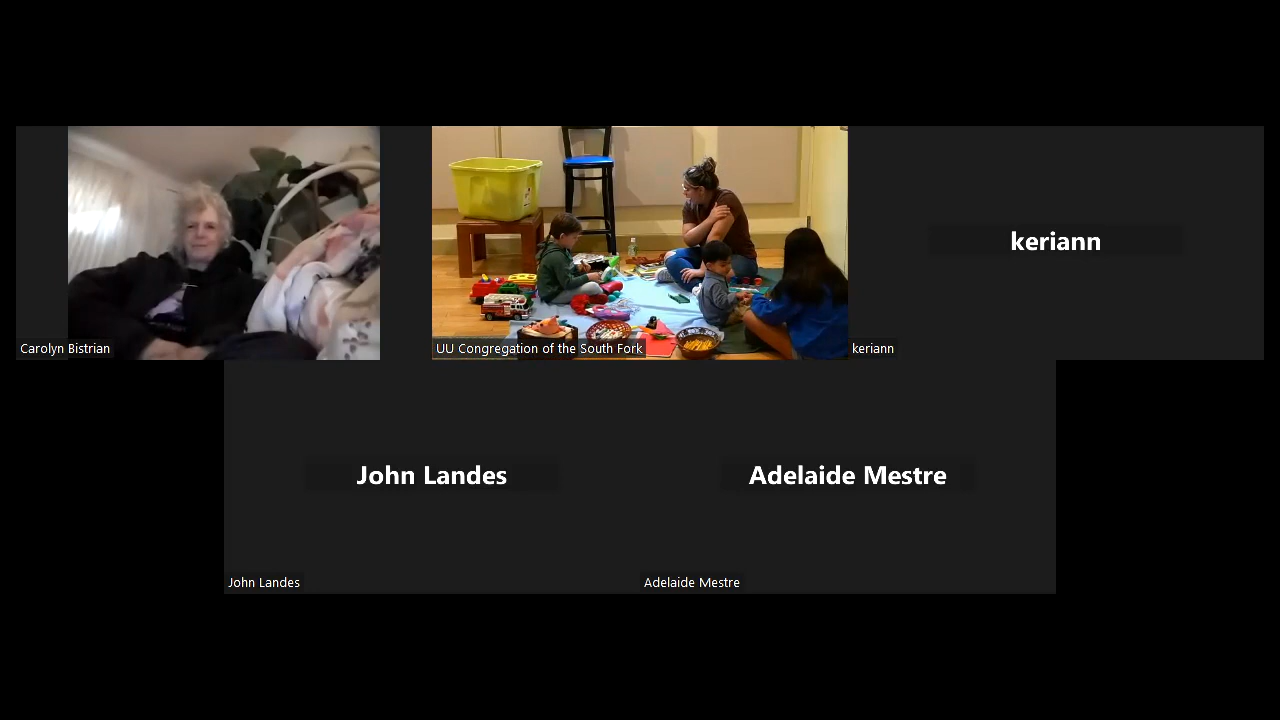 Carolyn Bistrian
UU Congregation of the South Fork
keriann
keriann
John Landes
Adelaide Mestre
John Landes
Adelaide Mestre